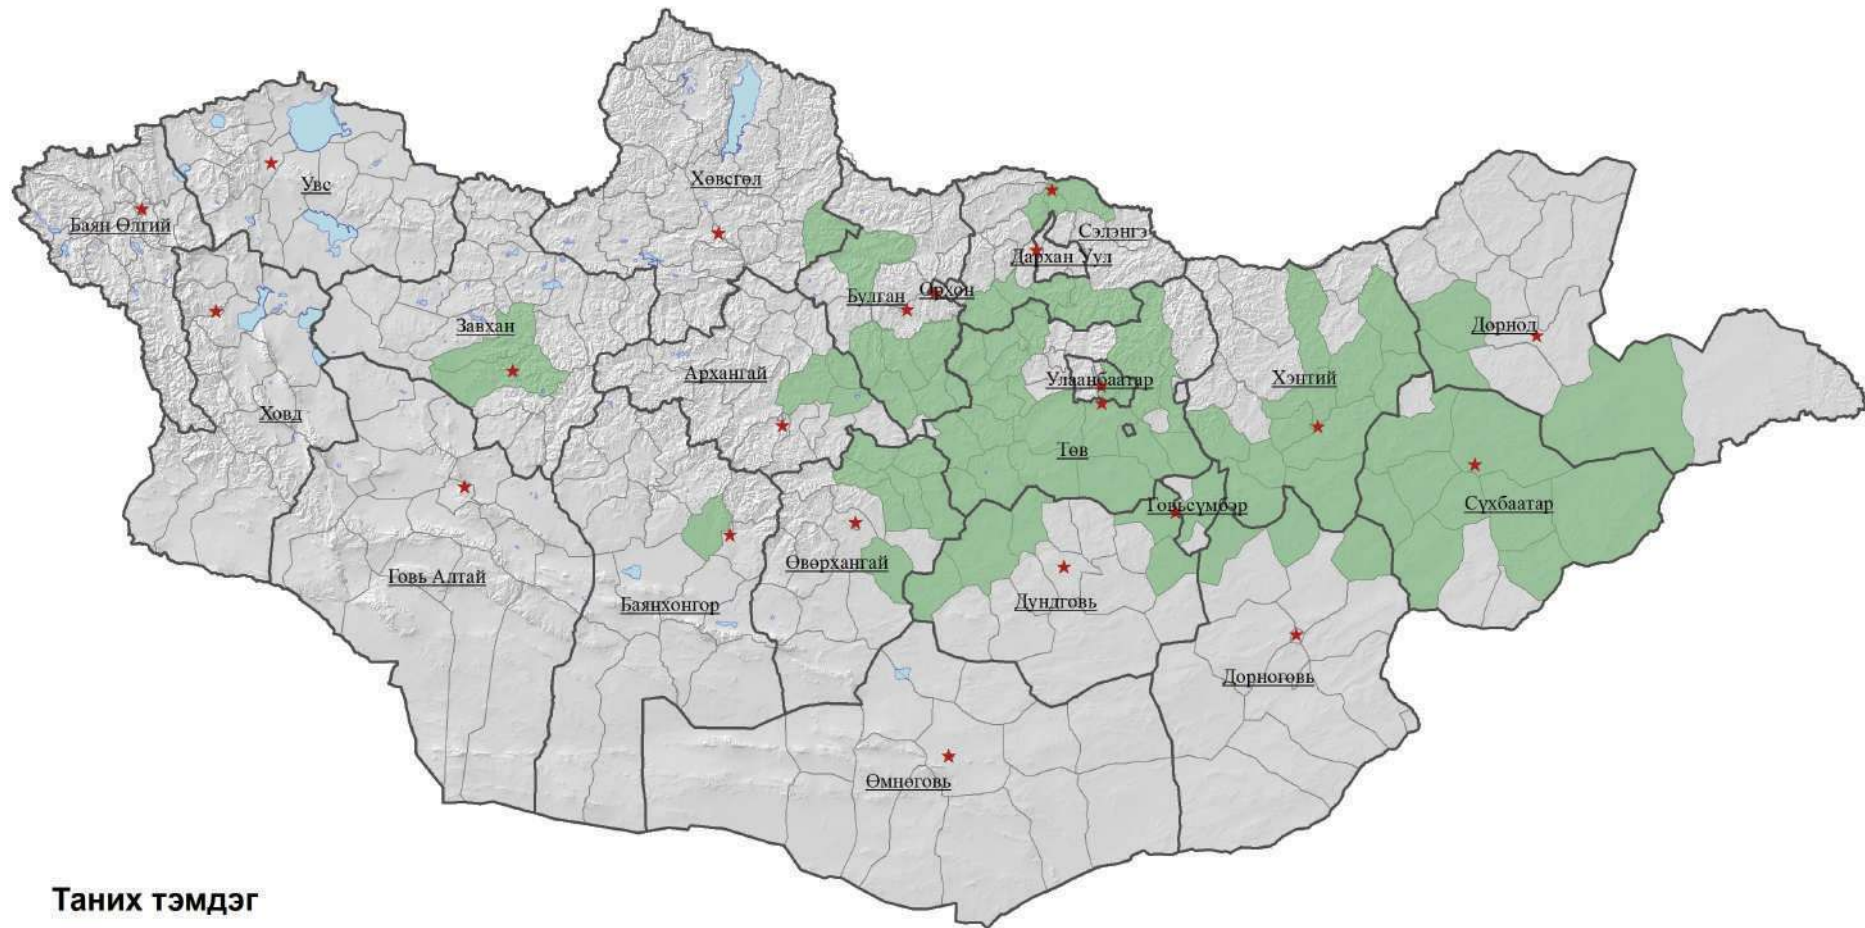 Хөвсгөл
Увс
Баян Өлгий
Сэлэнгэ
Дархан Уул
Орхон
Булган
Завхан
Дорнод
Архангай
Улаанбаатар
Хэнтий
Ховд
Төв
Говьсүмбэр
Сүхбаатар
Өвөрхангай
Говь Алтай
Баянхонгор
Дундговь
Дорноговь
Өмнөговь
Таних тэмдэг